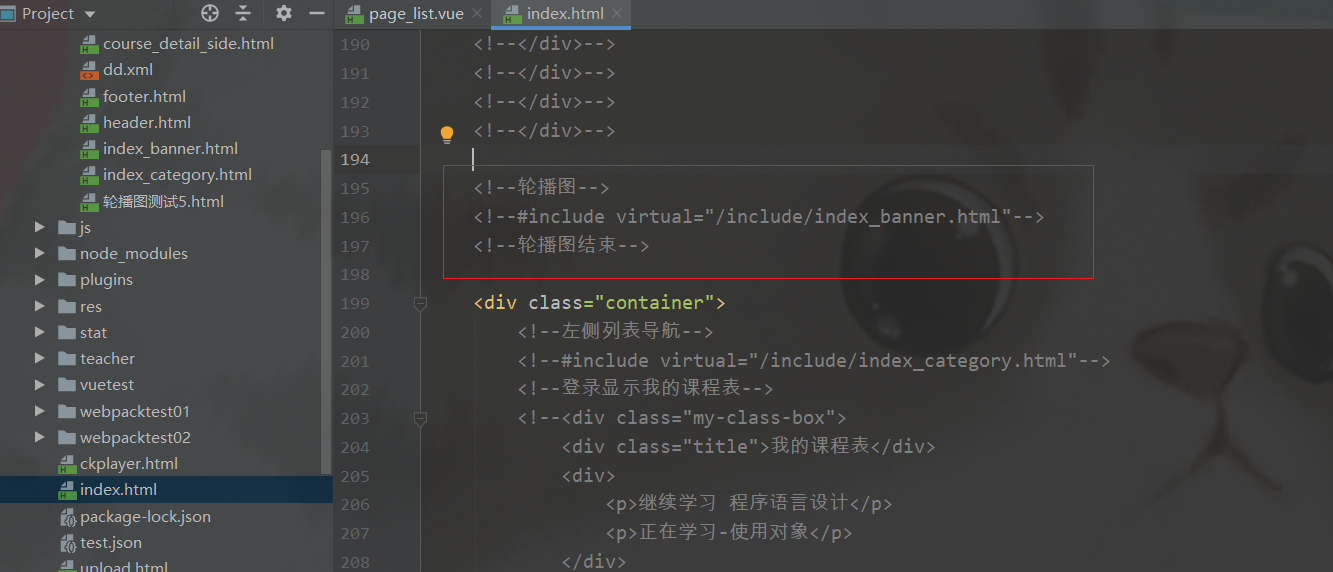 Project
page_list.vue
index.html
course_detail_side.html
dd.xml
footer.html
header.html
index_banner.html
index_category.html
轮播图测试5.html
js
node_modules
plugins
res
stat
teacher
vuetest
webpacktest01
webpacktest02
ckplayer.html
index.html
package-lock.json
test.json
upload.html
190 <!--</div>-->
191 <!--</div>-->
192 <!--</div>-->
193 <!--</div>-->
194
195 <!--轮播图-->
196 <!--#include virtual="/include/index_banner.html"-->
197 <!--轮播图结束-->
198
199 <div class="container">
200 <!--左侧列表导航-->
201 <!--#include virtual="/include/index_category.html"-->
202 <!--登录显示我的课程表-->
203 <!--<div class="my-class-box">
204 <div class="title">我的课程表</div>
205 <div>
206 <p>继续学习 程序语言设计</p>
207 <p>正在学习-使用对象</p>
208 </div>